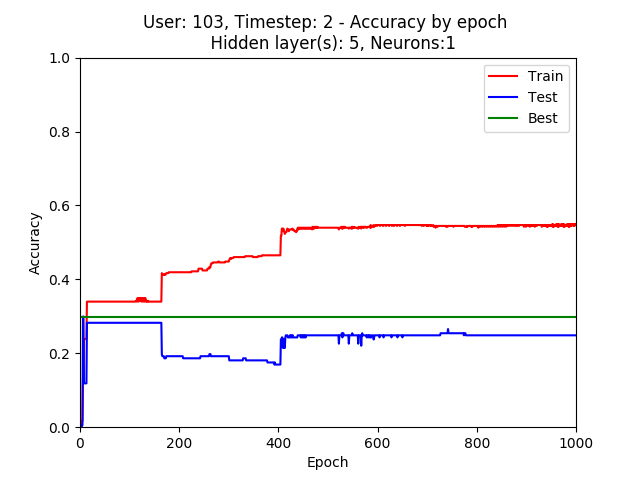 User: 103, Timestep: 2 - Accuracy by epoch
Hidden layer(s): 5, Neurons:1
1.0
0.8
0.6
0.4
0.2
0.0
Accuracy
Train
Test
Best
0 200 400 600 800 1000
Epoch